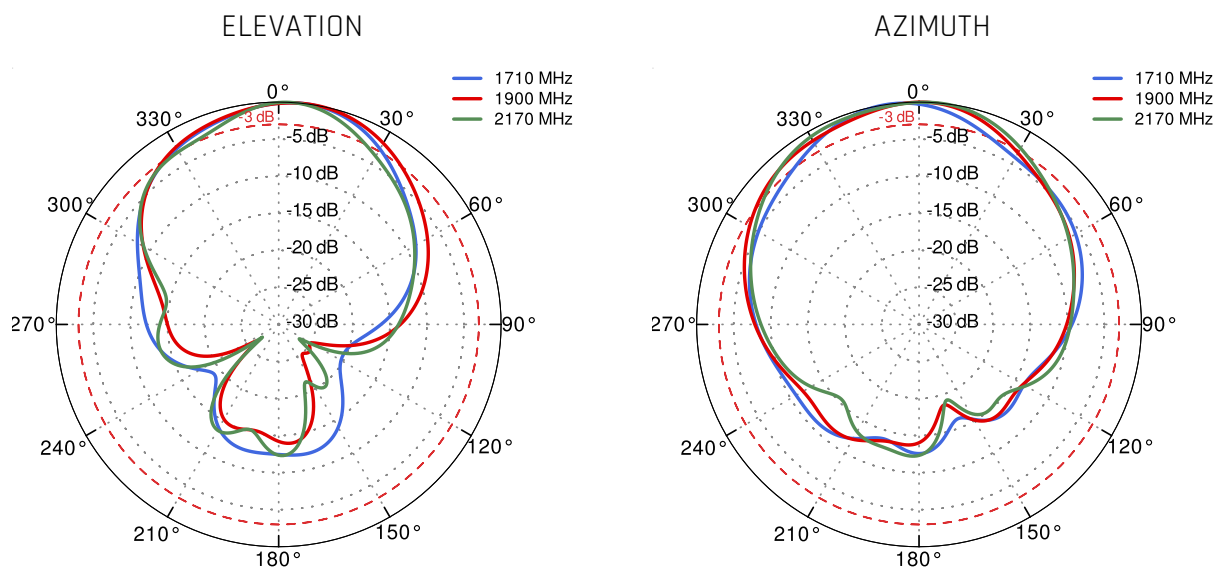 ELEVATION
1710 MHz
1900 MHz
2170 MHz
0°
30°
60°
90°
120°
150°
180°
210°
240°
270°
300°
330°
-3 dB
-5 dB
-10 dB
-15 dB
-20 dB
-25 dB
-30 dB
AZIMUTH
1710 MHz
1900 MHz
2170 MHz
0°
30°
60°
90°
120°
150°
180°
210°
240°
270°
300°
330°
-3 dB
-5 dB
-10 dB
-15 dB
-20 dB
-25 dB
-30 dB